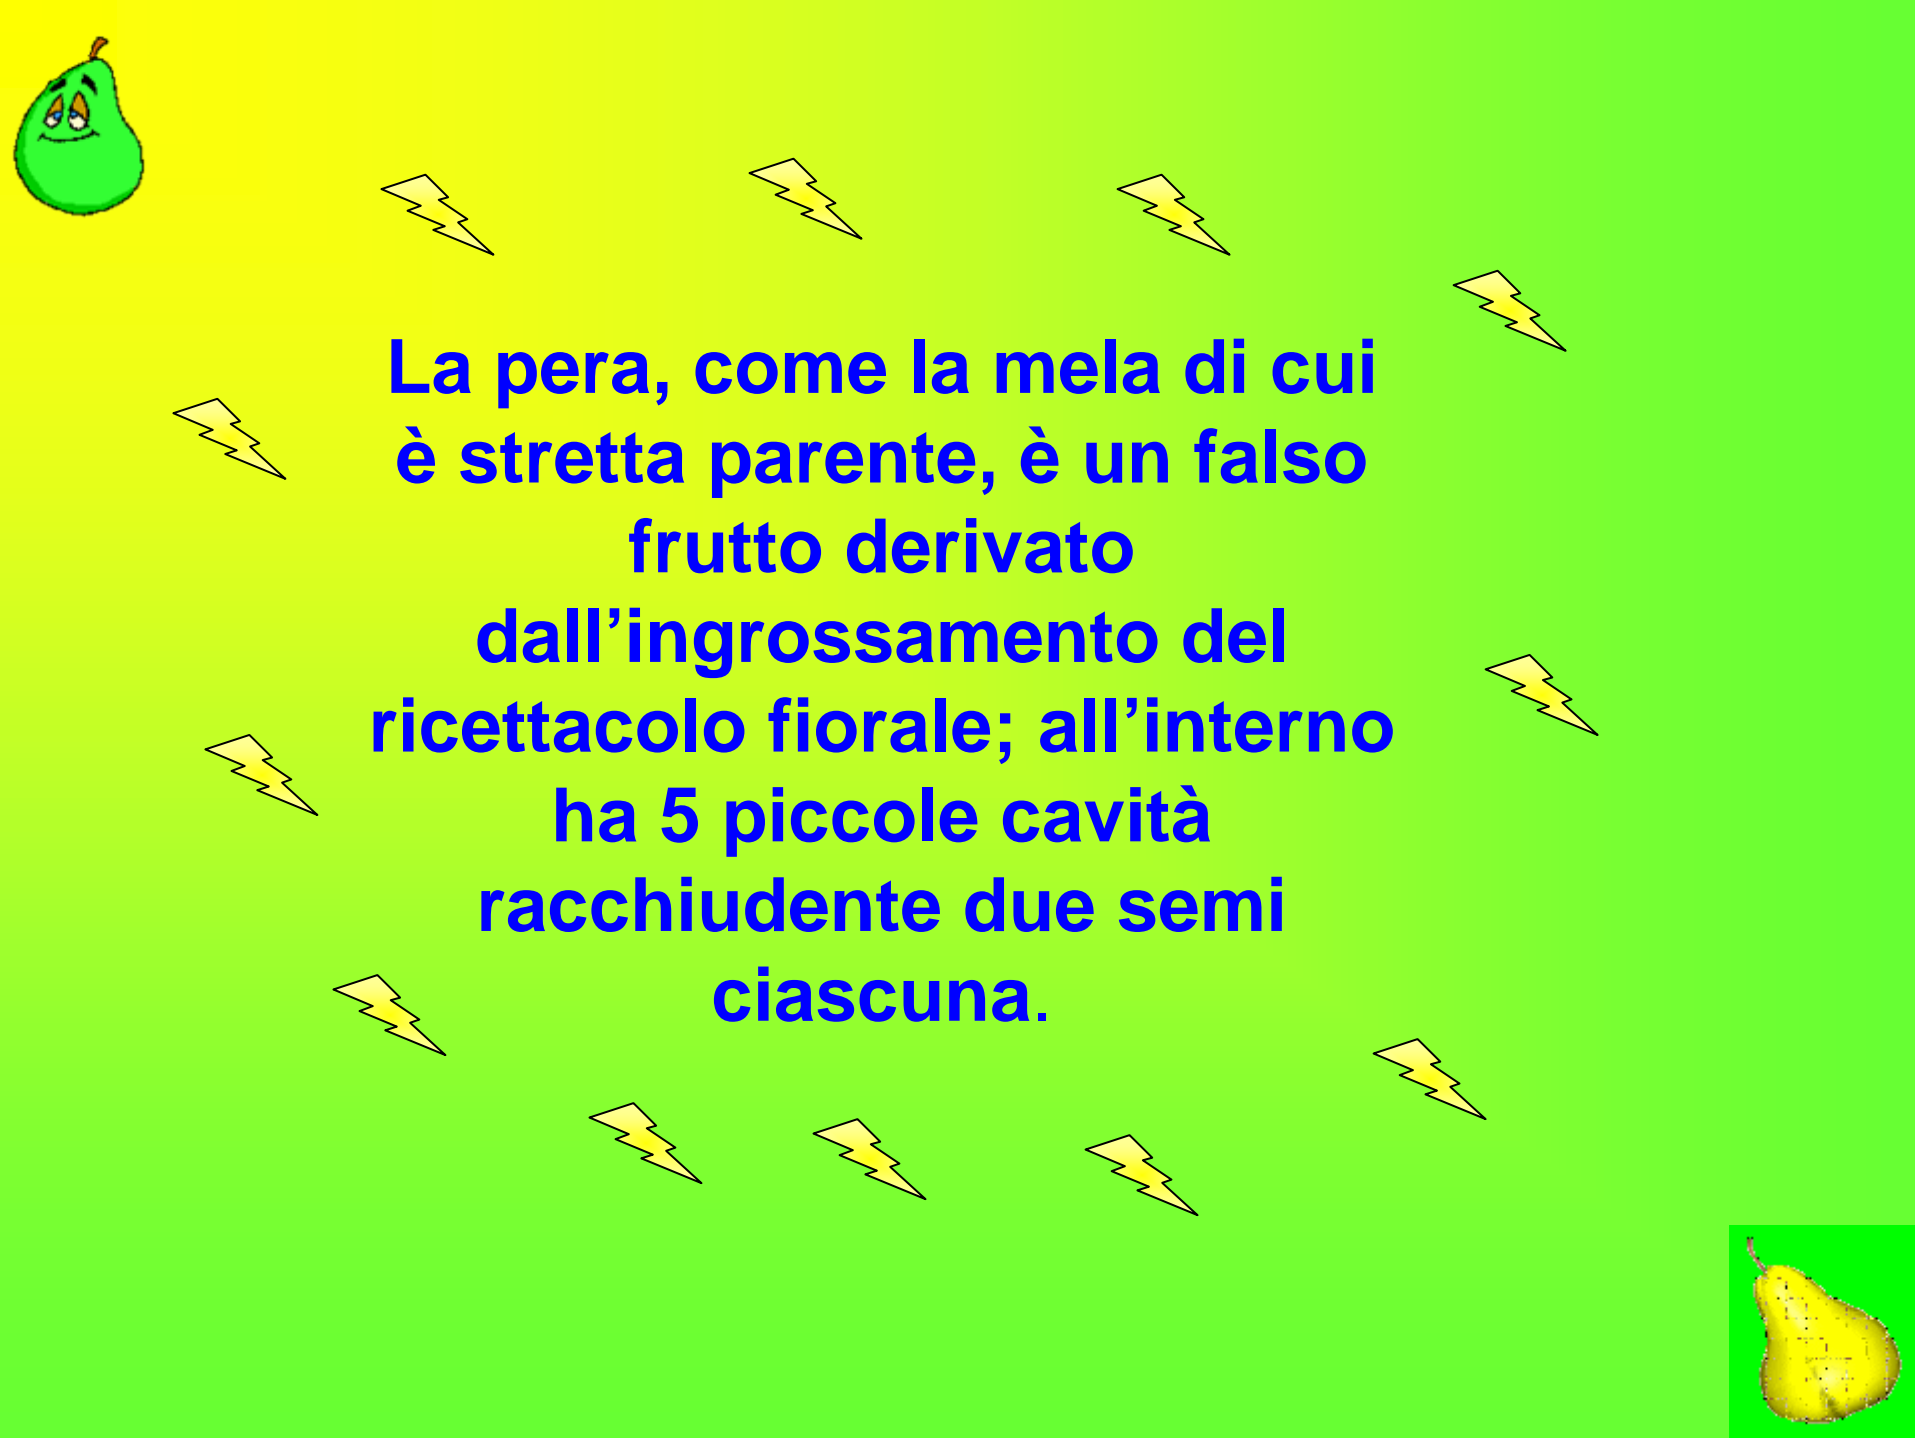 La pera, come la mela di cui
è stretta parente, è un falso
frutto derivato
dall’ingrossamento del
ricettacolo fiorale; all’interno
ha 5 piccole cavità
racchiudente due semi
ciascuna.